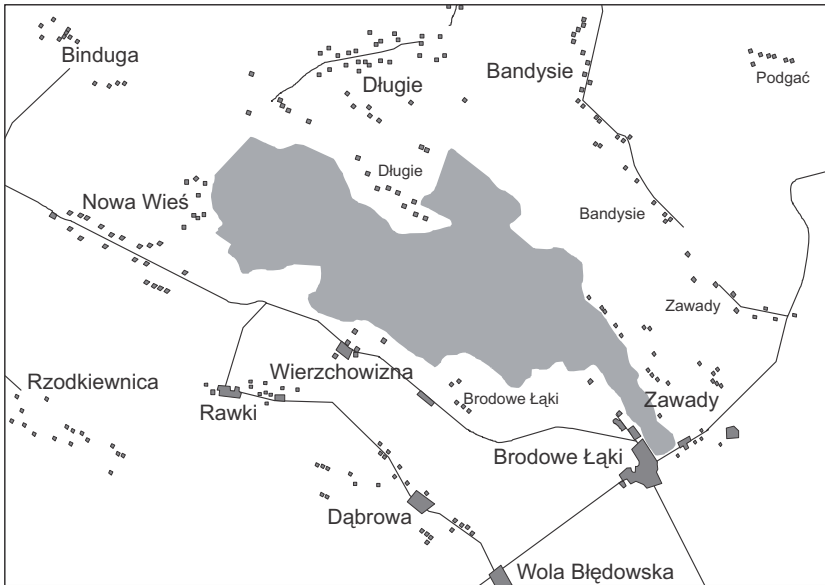 Binduga
Długie
Bandysie
Podgać
Długie
Nowa Wieś
Bandysie
Zawady
Wierzchowizna
Rzodkiewnica
Brodowe Łąki
Zawady
Rawki
Brodowe Łąki
Dąbrowa
Wola Błędowska